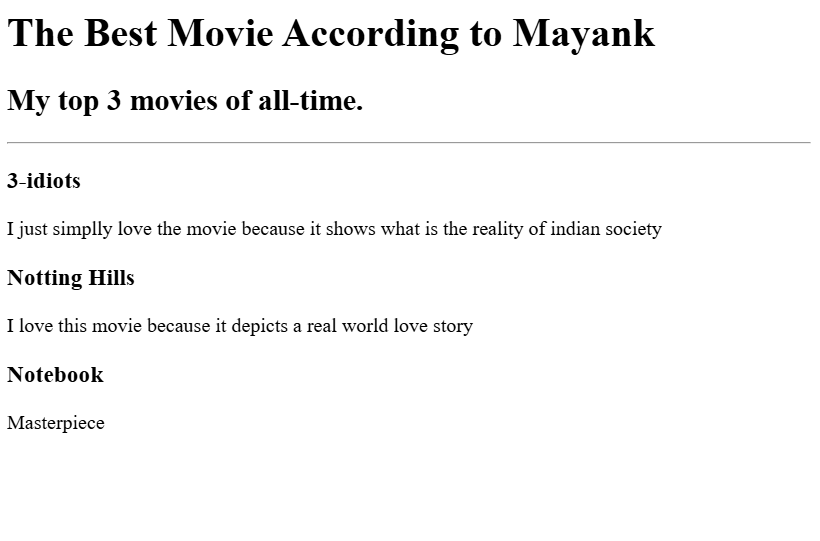 The Best Movie According to Mayank
My top 3 movies of all-time.
3-idiots
I just simplly love the movie because it shows what is the reality of indian society
Notting Hills
I love this movie because it depicts a real world love story
Notebook
Masterpiece